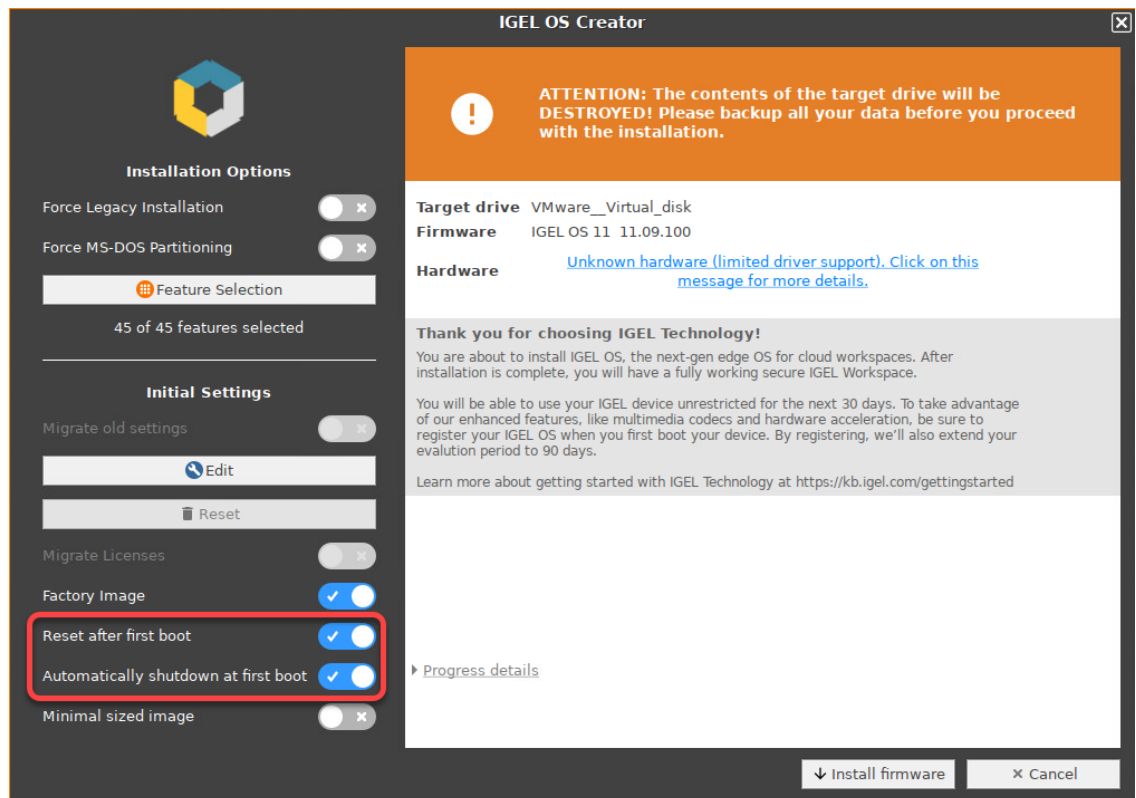 IGEL OS Creator
Installation Options
Force Legacy Installation
Force MS-DOS Partitioning
Feature Selection
45 of 45 features selected
Initial Settings
Migrate old settings
Edit
Reset
Migrate Licenses
Factory Image
Reset after first boot
Automatically shutdown at first boot
Minimal sized image
ATTENTION: The contents of the target drive will be
DESTROYED! Please backup all your data before you proceed
with the installation.
Target drive VMware__Virtual_disk
Firmware IGEL OS 11 11.09.100
Hardware Unknown hardware (limited driver support). Click on this
message for more details.
Thank you for choosing IGEL Technology!
You are about to install IGEL OS, the next-gen edge OS for cloud workspaces. After
installation is complete, you will have a fully working secure IGEL Workspace.
You will be able to use your IGEL device unrestricted for the next 30 days. To take advantage
of our enhanced features, like multimedia codecs and hardware acceleration, be sure to
register your IGEL OS when you first boot your device. By registering, we'll also extend your
evalution period to 90 days.
Learn more about getting started with IGEL Technology at https://kb.igel.com/gettingstarted
Progress details
Install firmware
Cancel